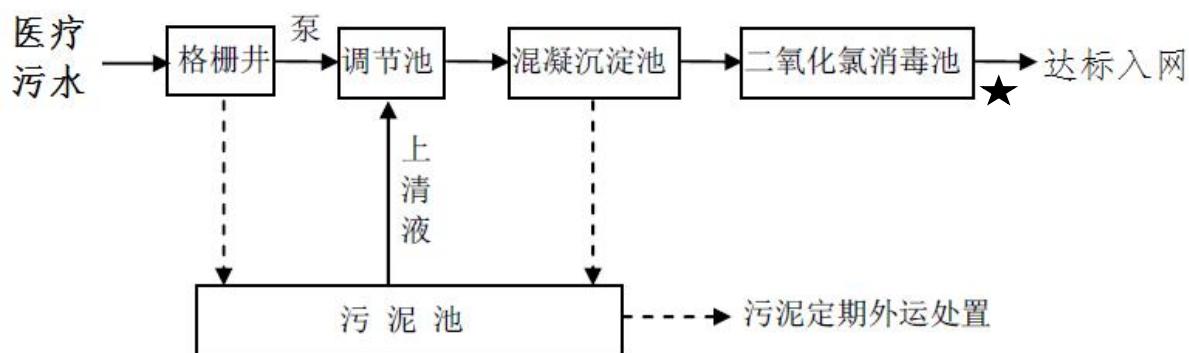 医疗
污水
格栅井
泵
调节池
混凝沉淀池
二氧化氯消毒池
达标入网
上
清
液
污泥池
污泥定期外运处置